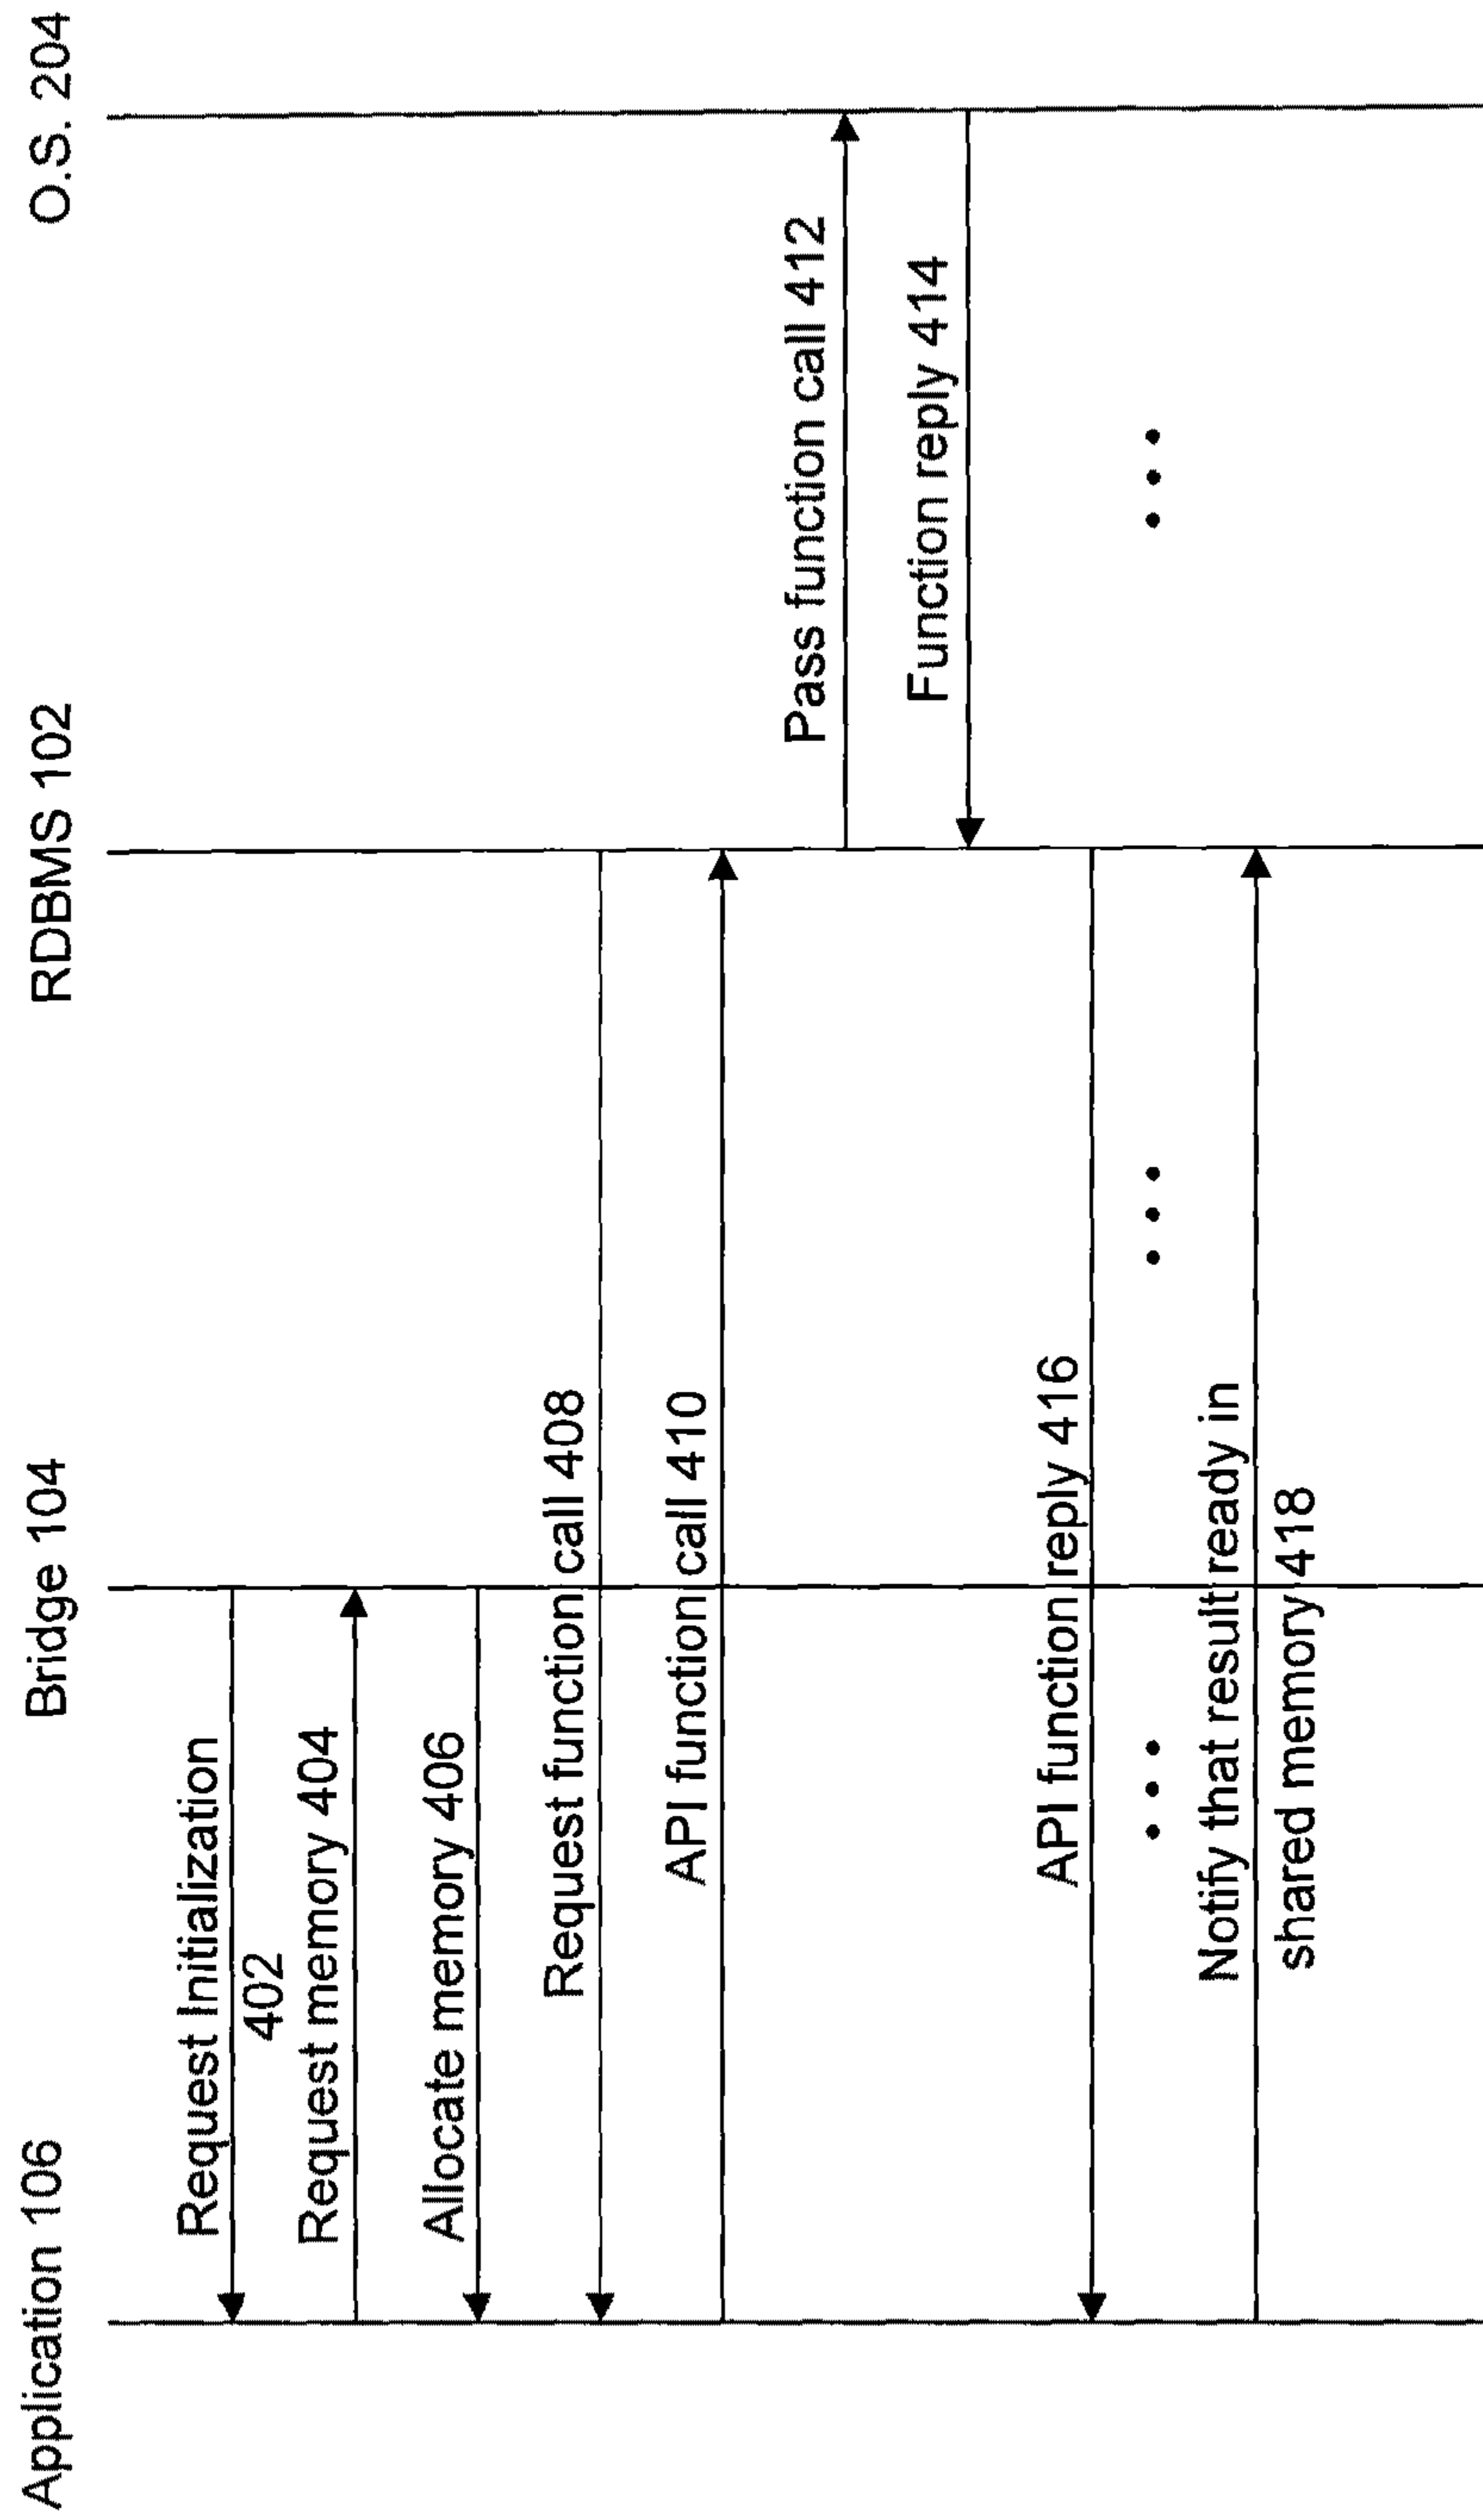 Application 106
Bridge 104
RDBMS 102
O.S. 204
Request Initialization
402
Request memory 404
Allocate memory 406
Request function call 408
API function call 410
Pass function call 412
Function reply 414
API function reply 416
Notify that result ready in
shared memory 418